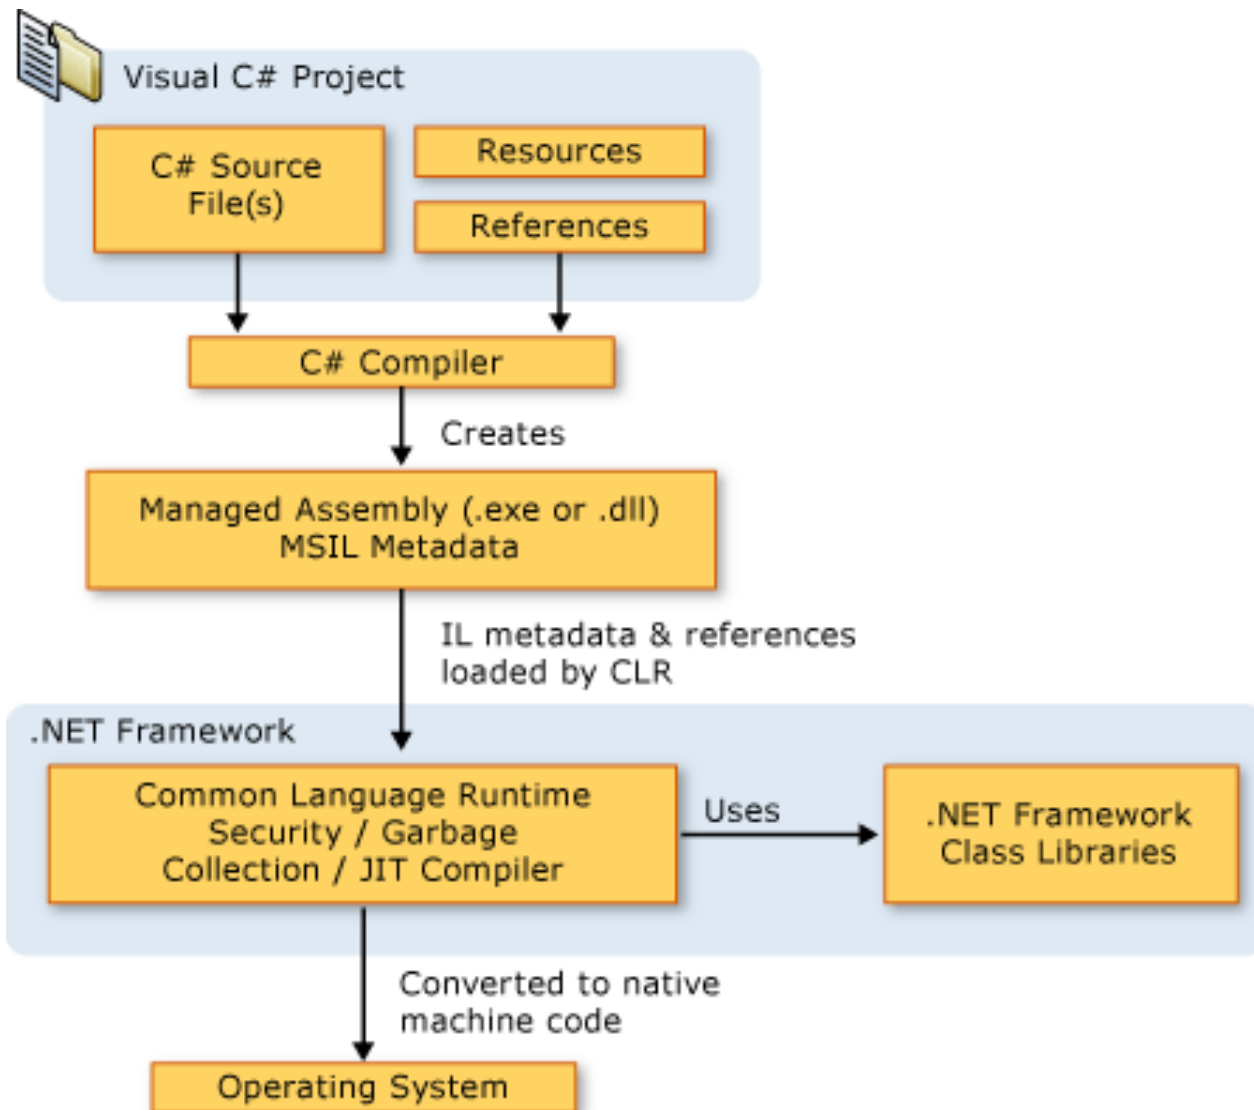 Visual C# Project
C# Source
File(s)
Resources
References
C# Compiler
Creates
Managed Assembly (.exe or .dll)
MSIL Metadata
IL metadata & references
loaded by CLR
.NET Framework
Common Language Runtime
Security / Garbage
Collection / JIT Compiler
Uses
.NET Framework
Class Libraries
Converted to native
machine code
Operating System